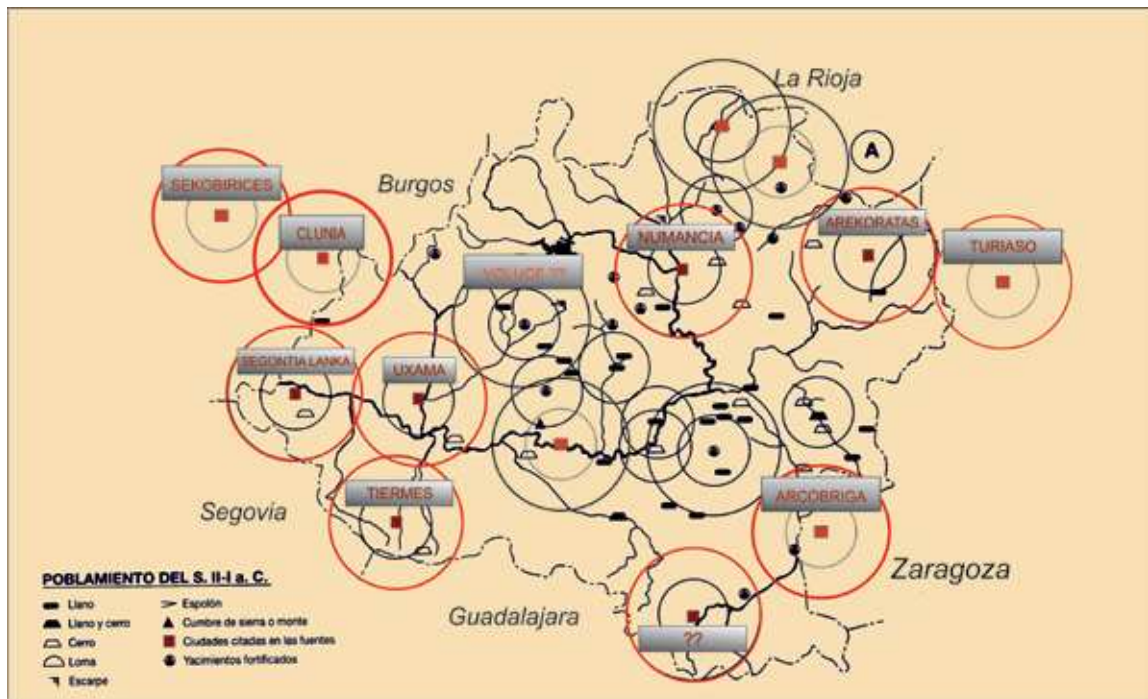 La Rioja
A
SEKOBIRICES
Burgos
CLUNIA
NUMANCIA
AREKORATAS
TURIASO
VOLUCE ??
SEGONTIA LANKA
UXAMA
TIERMES
ARCOBRIGA
Segovia
Zaragoza
Guadalajara
??
POBLAMIENTO DEL S. II-I a. C.
Llano
Llano y cerro
Cerro
Loma
Escarpe
Espolón
Cumbre de sierra o monte
Ciudades citadas en las fuentes
Yacimientos fortificados